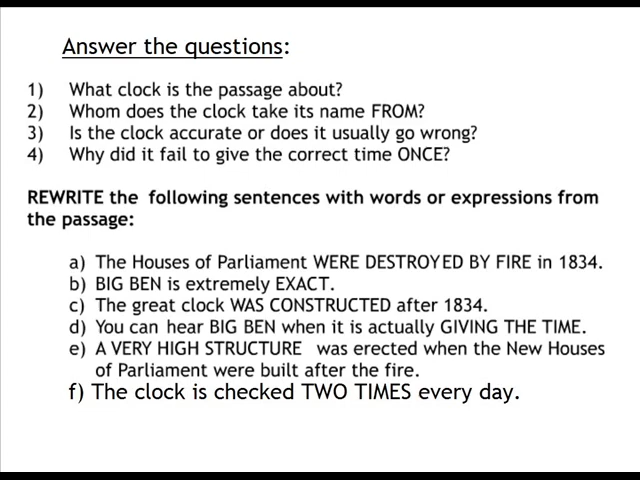 Answer the questions:
1) What clock is the passage about?
2) Whom does the clock take its name FROM?
3) Is the clock accurate or does it usually go wrong?
4) Why did it fail to give the correct time ONCE?
REWRITE the following sentences with words or expressions from
the passage:
a) The Houses of Parliament WERE DESTROYED BY FIRE in 1834.
b) BIG BEN is extremely EXACT.
c) The great clock WAS CONSTRUCTED after 1834.
d) You can hear BIG BEN when it is actually GIVING THE TIME.
e) A VERY HIGH STRUCTURE was erected when the New Houses
of Parliament were built after the fire.
f) The clock is checked TWO TIMES every day.